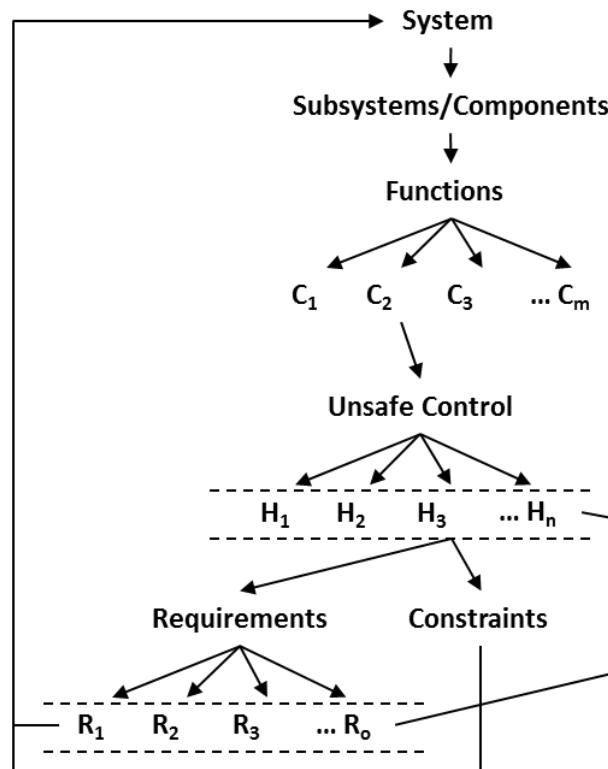 System
Subsystems/Components
Functions
C₁ C₂ C₃ ... Cₘ
Unsafe Control
H₁ H₂ H₃ ... Hₙ
Requirements Constraints
R₁ R₂ R₃ ... Rₒ